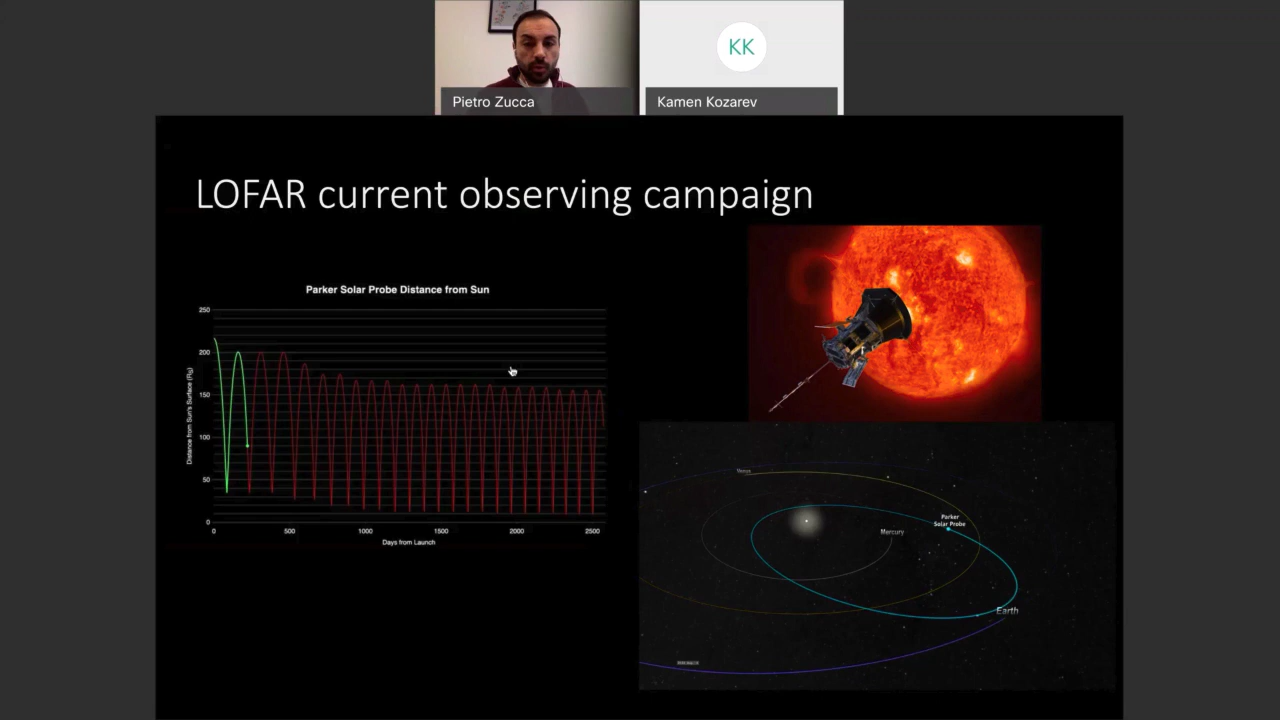 KK
Pietro Zucca
Kamen Kozarev
LOFAR current observing campaign
Parker Solar Probe Distance from Sun
250
200
150
100
50
0
Distance from Sun's Surface (RS)
0 500 1000 1500 2000 2500
Days from Launch
Venus
Parker
Solar Probe
Mercury
Earth